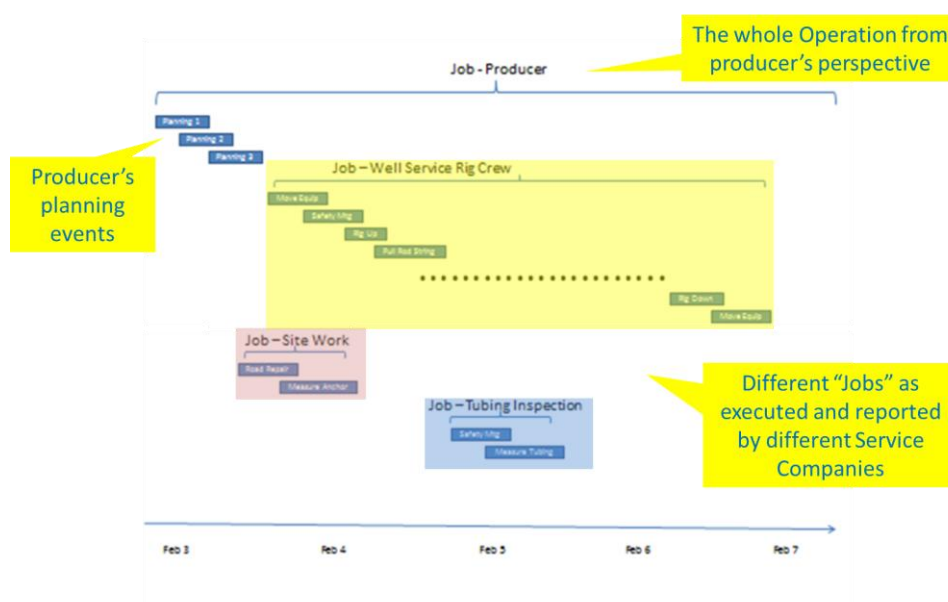 The whole Operation from
producer's perspective
Job - Producer
Planning 1
Planning 2
Planning 3
Producer's
planning
events
Job – Well Service Rig Crew
Move Equip
Safety Mtg
Rig Up
Pull Rod String
Rig Down
Move Equip
Job – Site Work
Road Repair
Measure Anchor
Job – Tubing Inspection
Safety Mtg
Measure Tubing
Different “Jobs” as
executed and reported
by different Service
Companies
Feb 3 Feb 4 Feb 5 Feb 6 Feb 7